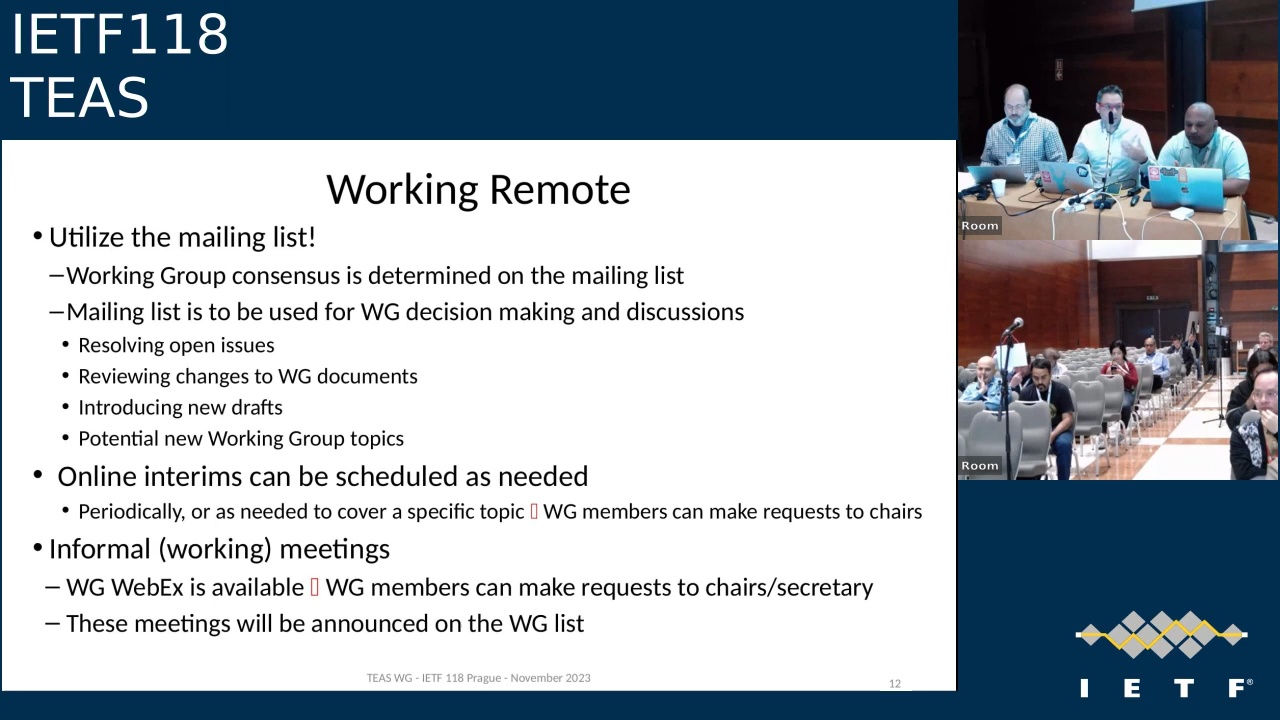 IETF118
TEAS
Working Remote
• Utilize the mailing list!
–Working Group consensus is determined on the mailing list
–Mailing list is to be used for WG decision making and discussions
• Resolving open issues
• Reviewing changes to WG documents
• Introducing new drafts
• Potential new Working Group topics
• Online interims can be scheduled as needed
• Periodically, or as needed to cover a specific topic ▯ WG members can make requests to chairs
• Informal (working) meetings
– WG WebEx is available ▯ WG members can make requests to chairs/secretary
– These meetings will be announced on the WG list
TEAS WG - IETF 118 Prague - November 2023
12
Room
Room
I E T F®